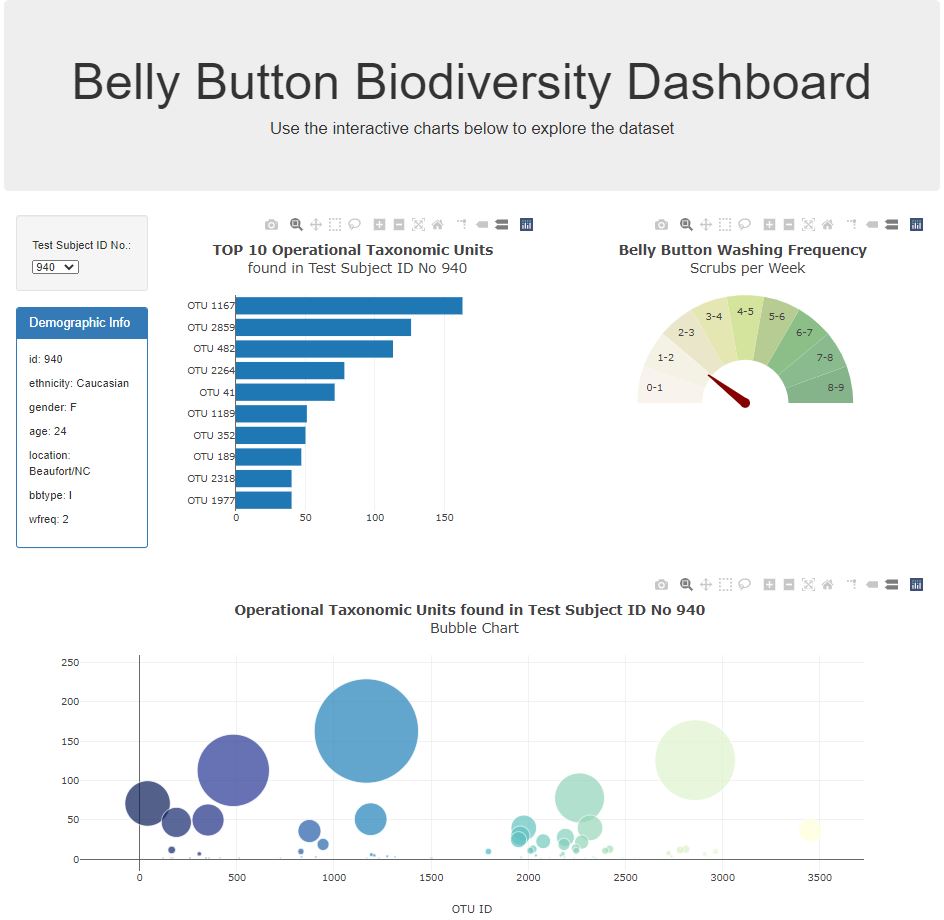 Belly Button Biodiversity Dashboard
Use the interactive charts below to explore the dataset
Test Subject ID No.:
940
Demographic Info
id: 940
ethnicity: Caucasian
gender: F
age: 24
location:
Beaufort/NC
bbtype: I
wfreq: 2
TOP 10 Operational Taxonomic Units
found in Test Subject ID No 940
OTU 1167
OTU 2859
OTU 482
OTU 2264
OTU 41
OTU 1189
OTU 352
OTU 189
OTU 2318
OTU 1977
0 50 100 150
Belly Button Washing Frequency
Scrubs per Week
0-1
1-2
2-3
3-4
4-5
5-6
6-7
7-8
8-9
Operational Taxonomic Units found in Test Subject ID No 940
Bubble Chart
250
200
150
100
50
0
0 500 1000 1500 2000 2500 3000 3500
OTU ID